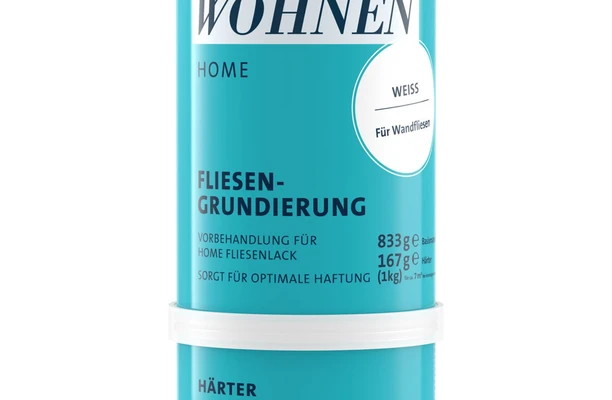 WOHNEN
HOME
WEISS
Für Wandfliesen
FLIESEN-
GRUNDIERUNG
VORBEHANDLUNG FÜR
HOME FLIESENLACK
SORGT FÜR OPTIMALE HAFTUNG
833g℮
167g℮ Härter
(1kg)
HÄRTER